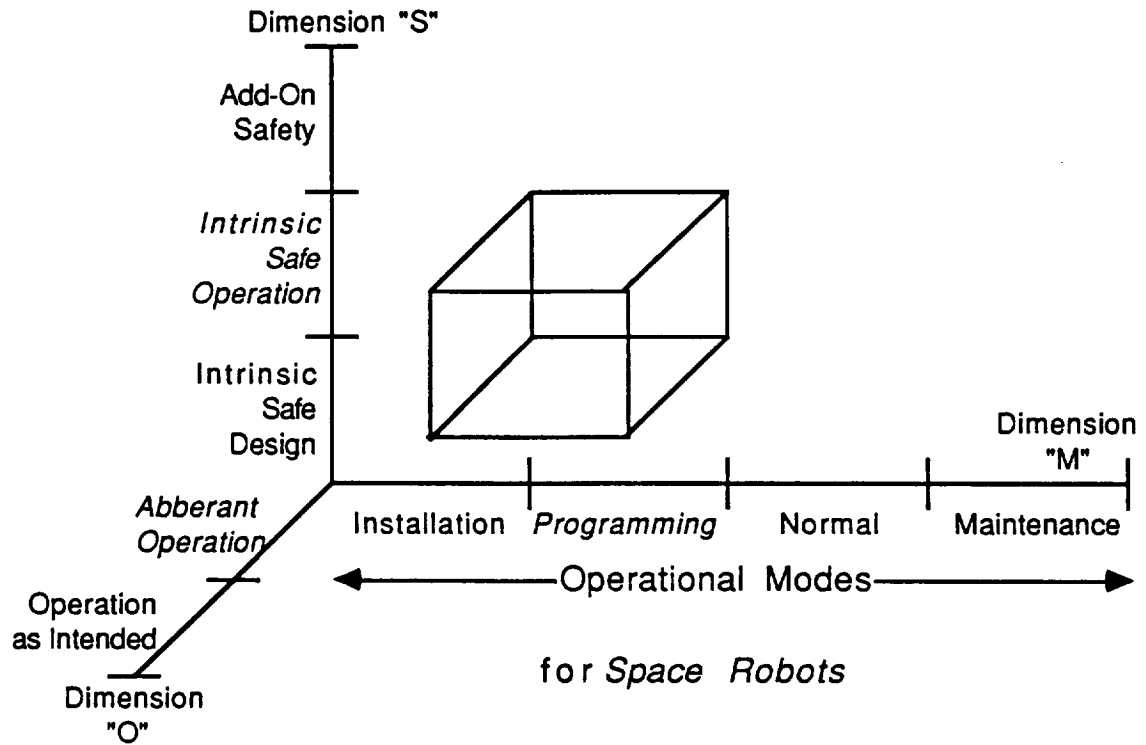 Dimension "S"
Add-On
Safety
Intrinsic
Safe
Operation
Intrinsic
Safe
Design
Dimension
"M"
Abberant
Operation
Installation Programming Normal Maintenance
Operational Modes
Operation
as Intended
for Space Robots
Dimension
"O"